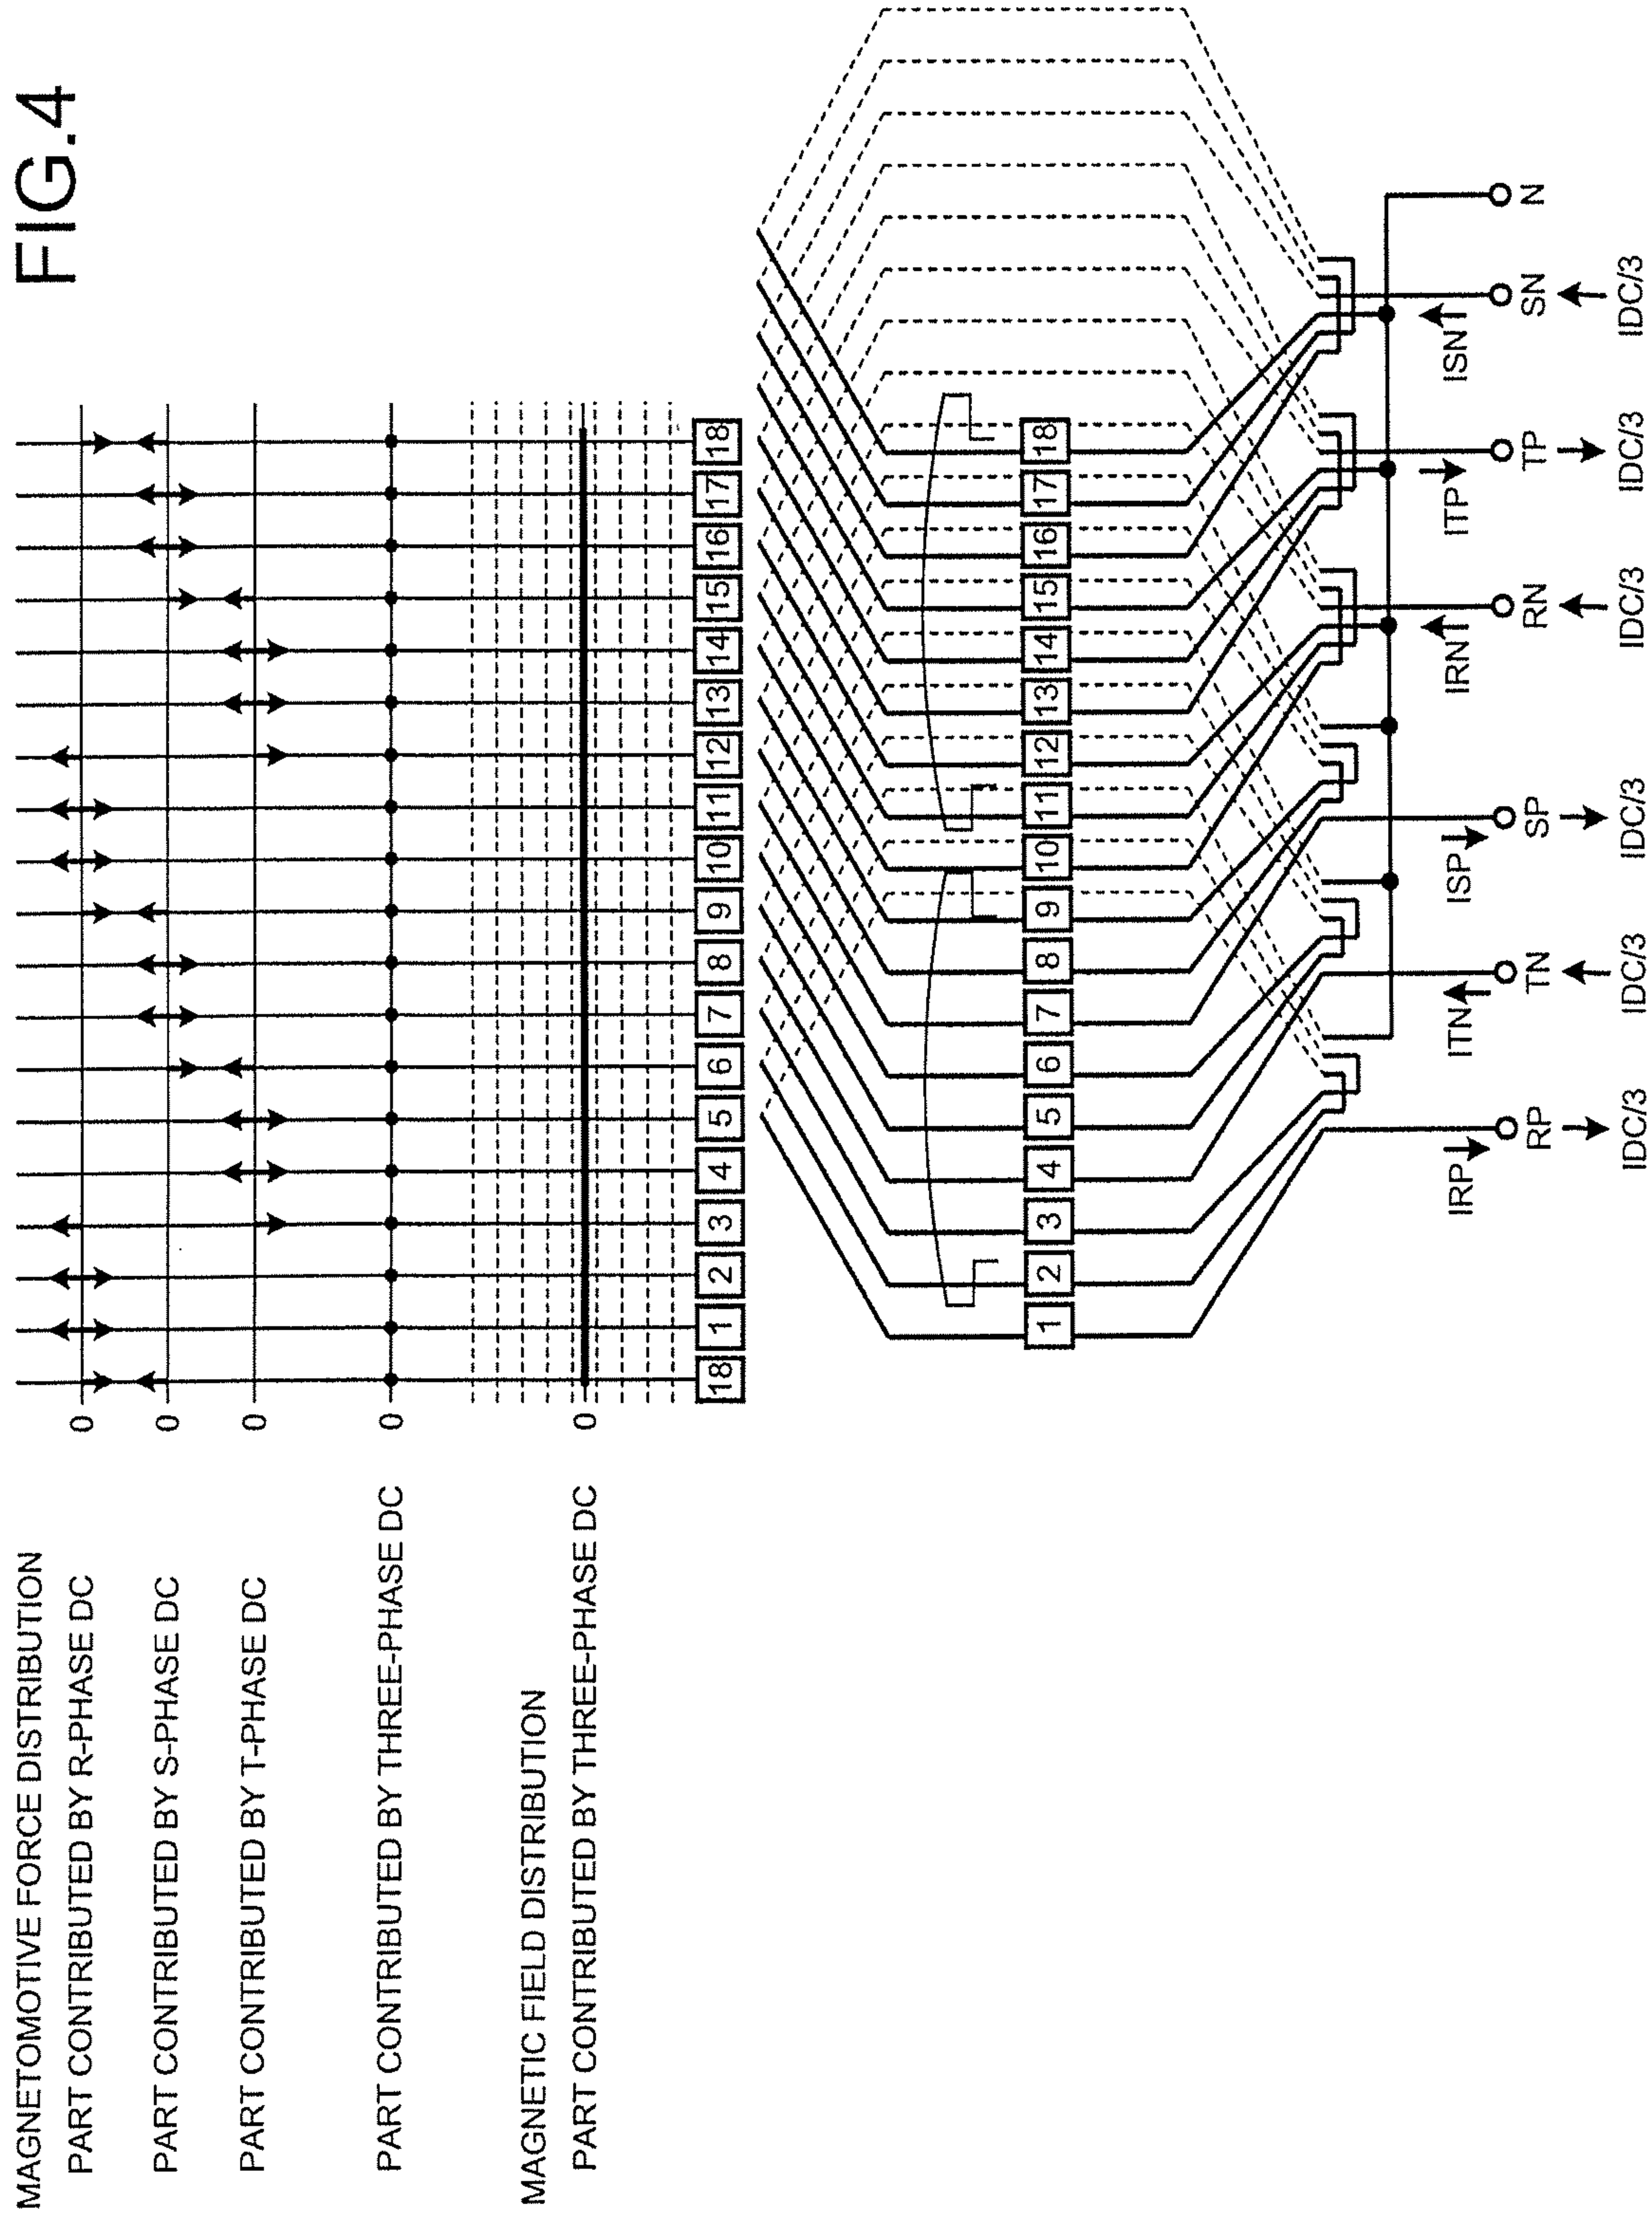 FIG.4
MAGNETOMOTIVE FORCE DISTRIBUTION
PART CONTRIBUTED BY R-PHASE DC 0
PART CONTRIBUTED BY S-PHASE DC 0
PART CONTRIBUTED BY T-PHASE DC 0
PART CONTRIBUTED BY THREE-PHASE DC 0
MAGNETIC FIELD DISTRIBUTION
PART CONTRIBUTED BY THREE-PHASE DC 0
18 1 2 3 4 5 6 7 8 9 10 11 12 13 14 15 16 17 18
1 2 3 4 5 6 7 8 9 10 11 12 13 14 15 16 17 18
IRP ITN ISP IRN ITP ISN
RP TN SP RN TP SN N
IDC/3 IDC/3 IDC/3 IDC/3 IDC/3 IDC/3